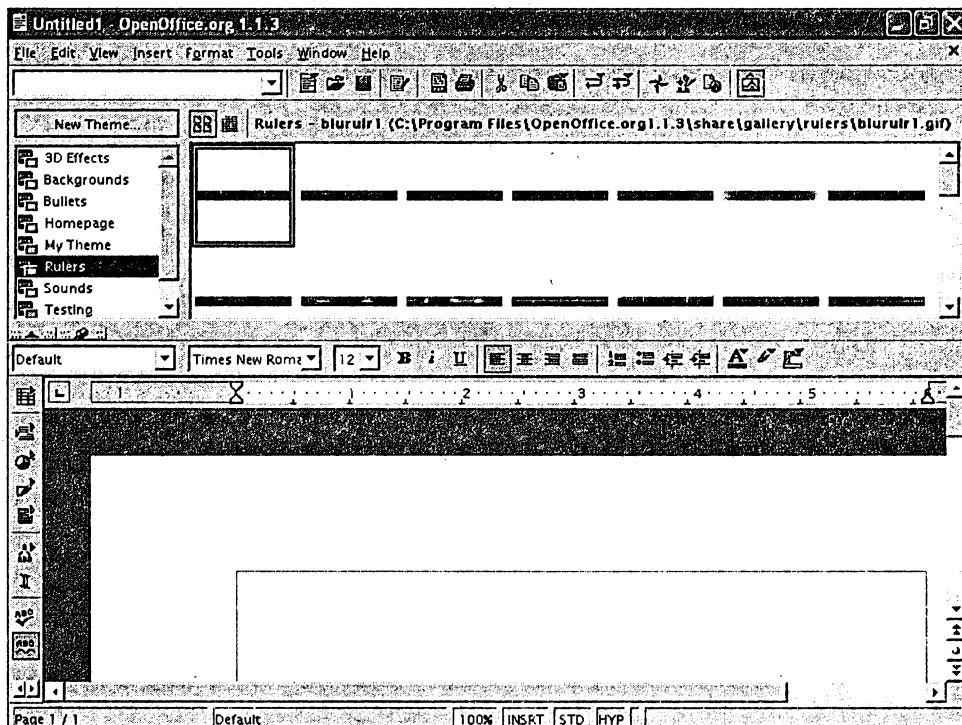 Untitled1 - OpenOffice.org 1.1.3
File Edit View Insert Format Tools Window Help
New Theme... Rulers - blurulr1 (C:\Program Files\OpenOffice.org1.1.3\share\gallery\rulers\blurulr1.gif)
3D Effects
Backgrounds
Bullets
Homepage
My Theme
Rulers
Sounds
Testing
Default Times New Roma 12 B i U A
1 1 2 3 4 5
ABC
ABC
Page 1 / 1 Default 100% INSRT STD HYP